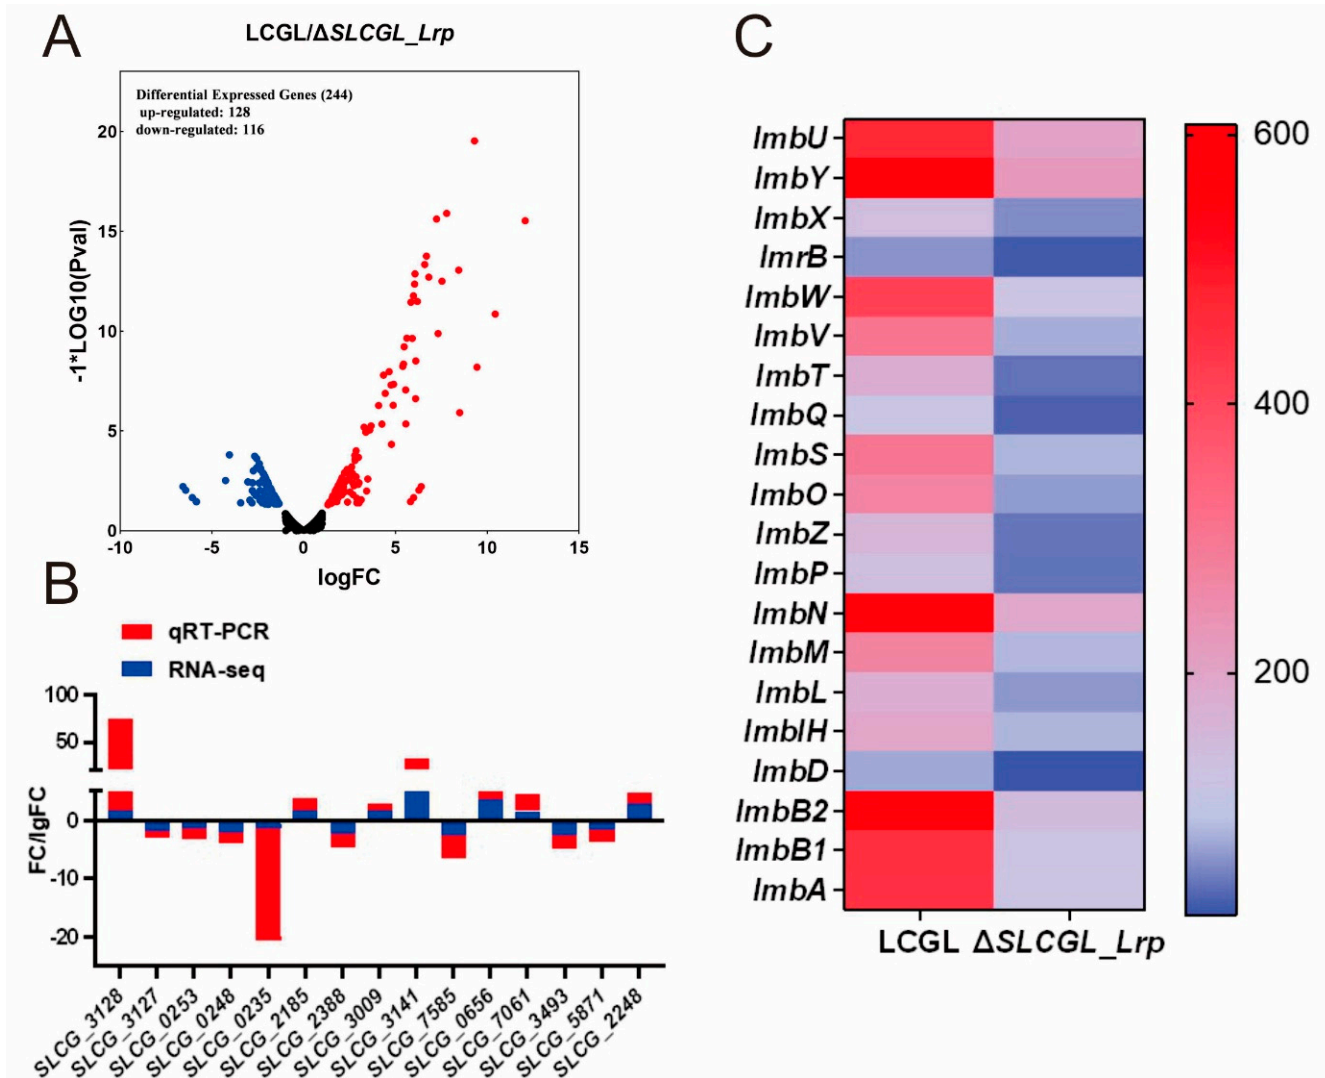 A
LCGL/ΔSLCGL_Lrp
Differential Expressed Genes (244)
up-regulated: 128
down-regulated: 116
-1*LOG10(Pval)
20
15
10
5
0
-10
-5
0
5
10
15
logFC
B
qRT-PCR
RNA-seq
FC/lgFC
100
50
0
-10
-20
SLCG_3128
SLCG_3127
SLCG_0253
SLCG_0248
SLCG_0235
SLCG_2185
SLCG_2388
SLCG_3009
SLCG_3141
SLCG_7585
SLCG_0656
SLCG_7061
SLCG_3493
SLCG_5871
SLCG_2248
C
lmbU
lmbY
lmbX
lmrB
lmbW
lmbV
lmbT
lmbQ
lmbS
lmbO
lmbZ
lmbP
lmbN
lmbM
lmbL
lmbIH
lmbD
lmbB2
lmbB1
lmbA
LCGL
ΔSLCGL_Lrp
600
400
200